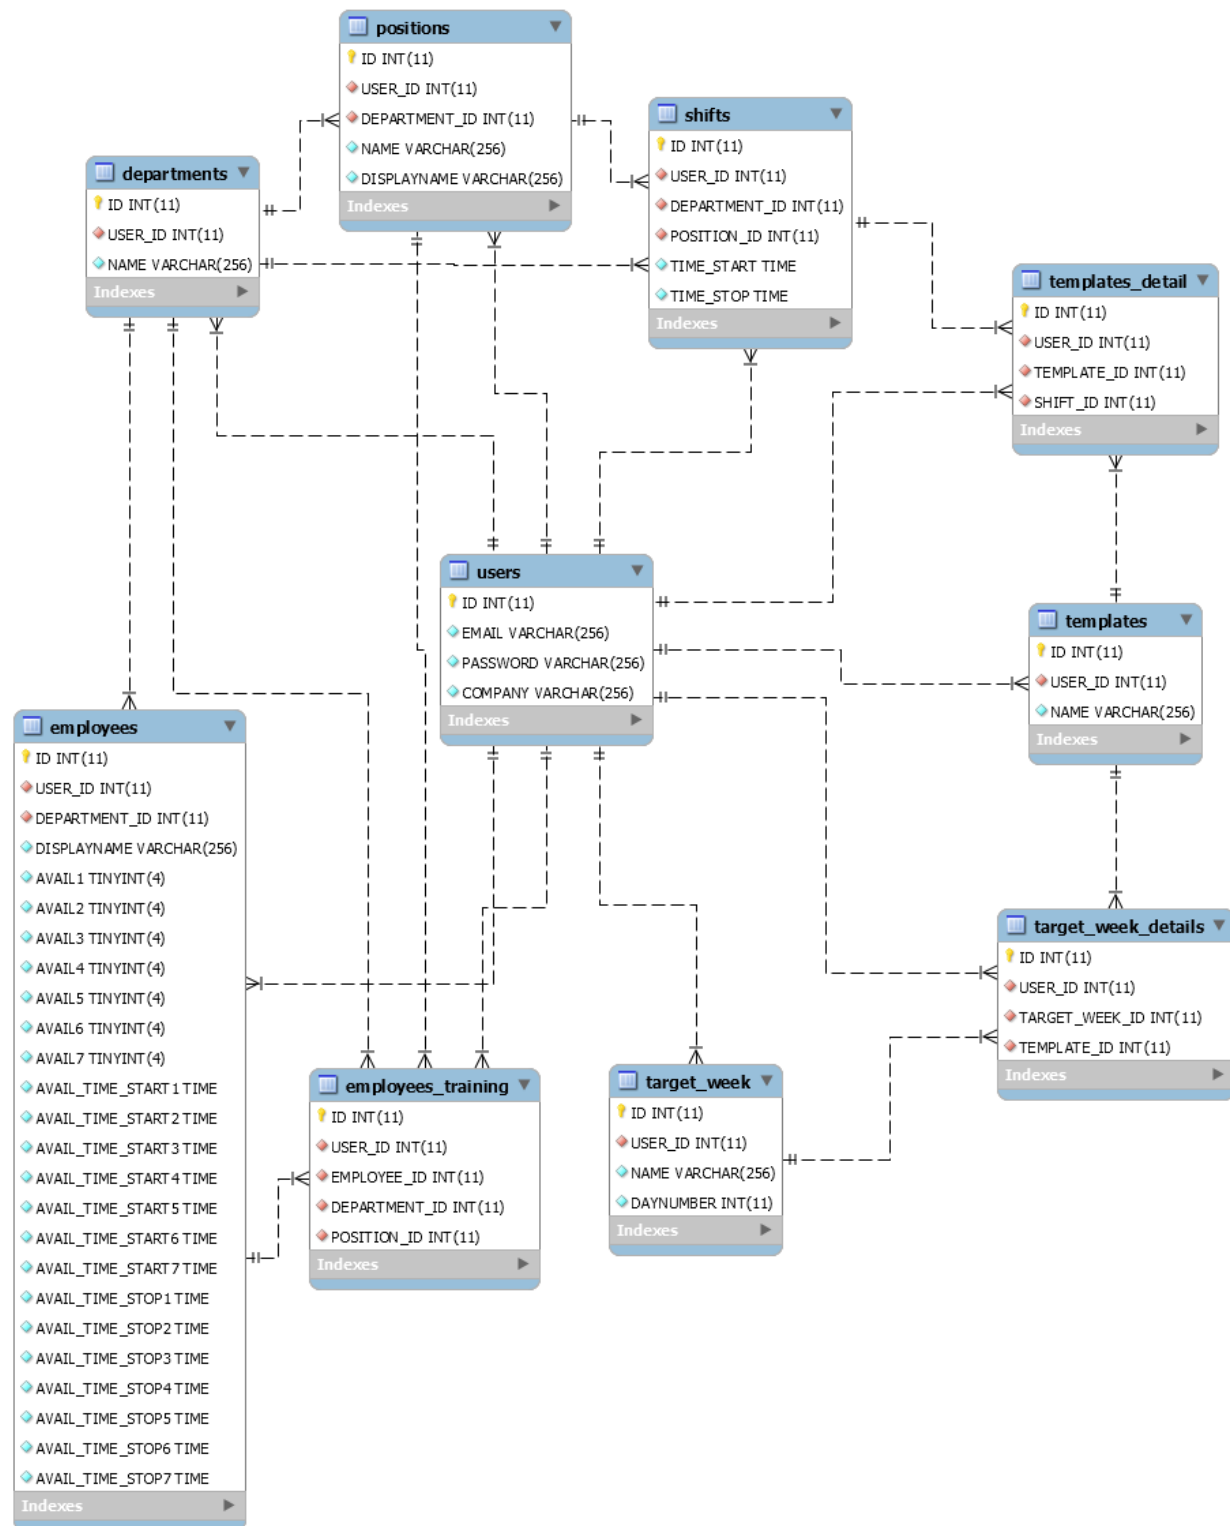 positions
ID INT(11)
USER_ID INT(11)
DEPARTMENT_ID INT(11)
NAME VARCHAR(256)
DISPLAYNAME VARCHAR(256)
Indexes
shifts
ID INT(11)
USER_ID INT(11)
DEPARTMENT_ID INT(11)
POSITION_ID INT(11)
TIME_START TIME
TIME_STOP TIME
Indexes
departments
ID INT(11)
USER_ID INT(11)
NAME VARCHAR(256)
Indexes
templates_detail
ID INT(11)
USER_ID INT(11)
TEMPLATE_ID INT(11)
SHIFT_ID INT(11)
Indexes
users
ID INT(11)
EMAIL VARCHAR(256)
PASSWORD VARCHAR(256)
COMPANY VARCHAR(256)
Indexes
templates
ID INT(11)
USER_ID INT(11)
NAME VARCHAR(256)
Indexes
employees
ID INT(11)
USER_ID INT(11)
DEPARTMENT_ID INT(11)
DISPLAYNAME VARCHAR(256)
AVAIL1 TINYINT(4)
AVAIL2 TINYINT(4)
AVAIL3 TINYINT(4)
AVAIL4 TINYINT(4)
AVAIL5 TINYINT(4)
AVAIL6 TINYINT(4)
AVAIL7 TINYINT(4)
AVAIL_TIME_START1 TIME
AVAIL_TIME_START2 TIME
AVAIL_TIME_START3 TIME
AVAIL_TIME_START4 TIME
AVAIL_TIME_START5 TIME
AVAIL_TIME_START6 TIME
AVAIL_TIME_START7 TIME
AVAIL_TIME_STOP1 TIME
AVAIL_TIME_STOP2 TIME
AVAIL_TIME_STOP3 TIME
AVAIL_TIME_STOP4 TIME
AVAIL_TIME_STOP5 TIME
AVAIL_TIME_STOP6 TIME
AVAIL_TIME_STOP7 TIME
Indexes
employees_training
ID INT(11)
USER_ID INT(11)
EMPLOYEE_ID INT(11)
DEPARTMENT_ID INT(11)
POSITION_ID INT(11)
Indexes
target_week
ID INT(11)
USER_ID INT(11)
NAME VARCHAR(256)
DAYNUMBER INT(11)
Indexes
target_week_details
ID INT(11)
USER_ID INT(11)
TARGET_WEEK_ID INT(11)
TEMPLATE_ID INT(11)
Indexes